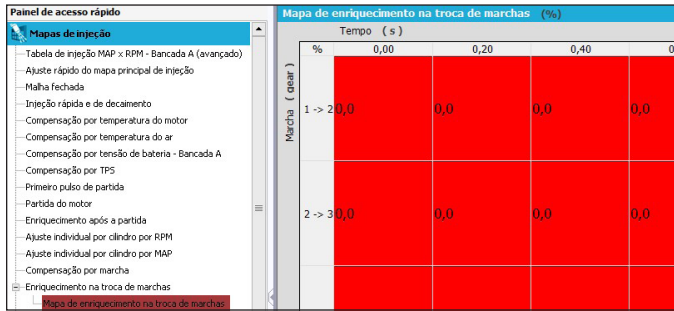 Painel de acesso rápido
Mapas de injeção
Tabela de injeção MAP x RPM - Bancada A (avançado)
Ajuste rápido do mapa principal de injeção
Malha fechada
Injeção rápida e de decaimento
Compensação por temperatura do motor
Compensação por temperatura do ar
Compensação por tensão de bateria - Bancada A
Compensação por TPS
Primeiro pulso de partida
Partida do motor
Enriquecimento após a partida
Ajuste individual por cilindro por RPM
Ajuste individual por cilindro por MAP
Compensação por marcha
Enriquecimento na troca de marchas
Mapa de enriquecimento na troca de marchas
Mapa de enriquecimento na troca de marchas (%)
Tempo (s)
% 0,00 0,20 0,40 0
Marcha (gear)
1 -> 2 0,0 0,0 0,0 0,0
2 -> 3 0,0 0,0 0,0 0,0